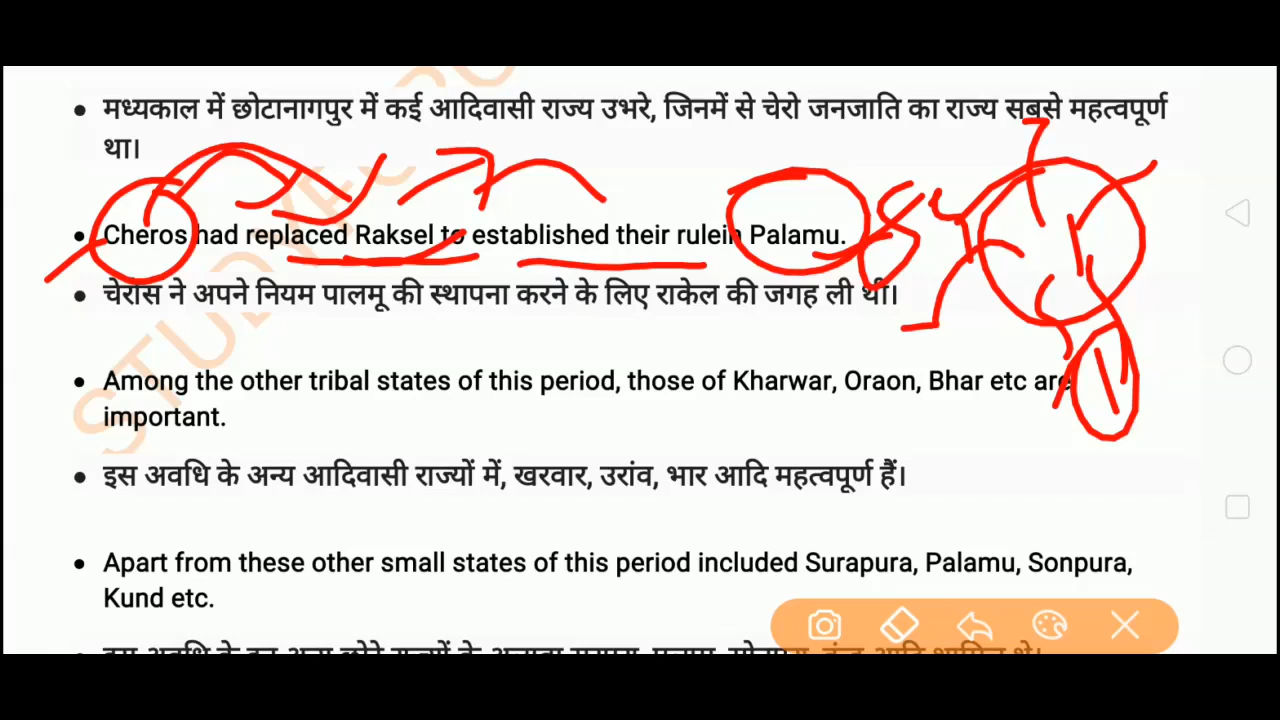 मध्यकाल में छोटानागपुर में कई आदिवासी राज्य उभरे, जिनमें से चेरो जनजाति का राज्य सबसे महत्वपूर्ण
था।
Cheros had replaced Raksel to established their rulein Palamu.
चेरोस ने अपने नियम पालमू की स्थापना करने के लिए राकेल की जगह ली थी।
Among the other tribal states of this period, those of Kharwar, Oraon, Bhar etc are
important.
इस अवधि के अन्य आदिवासी राज्यों में, खरवार, उरांव, भार आदि महत्वपूर्ण हैं।
Apart from these other small states of this period included Surapura, Palamu, Sonpura,
Kund etc.